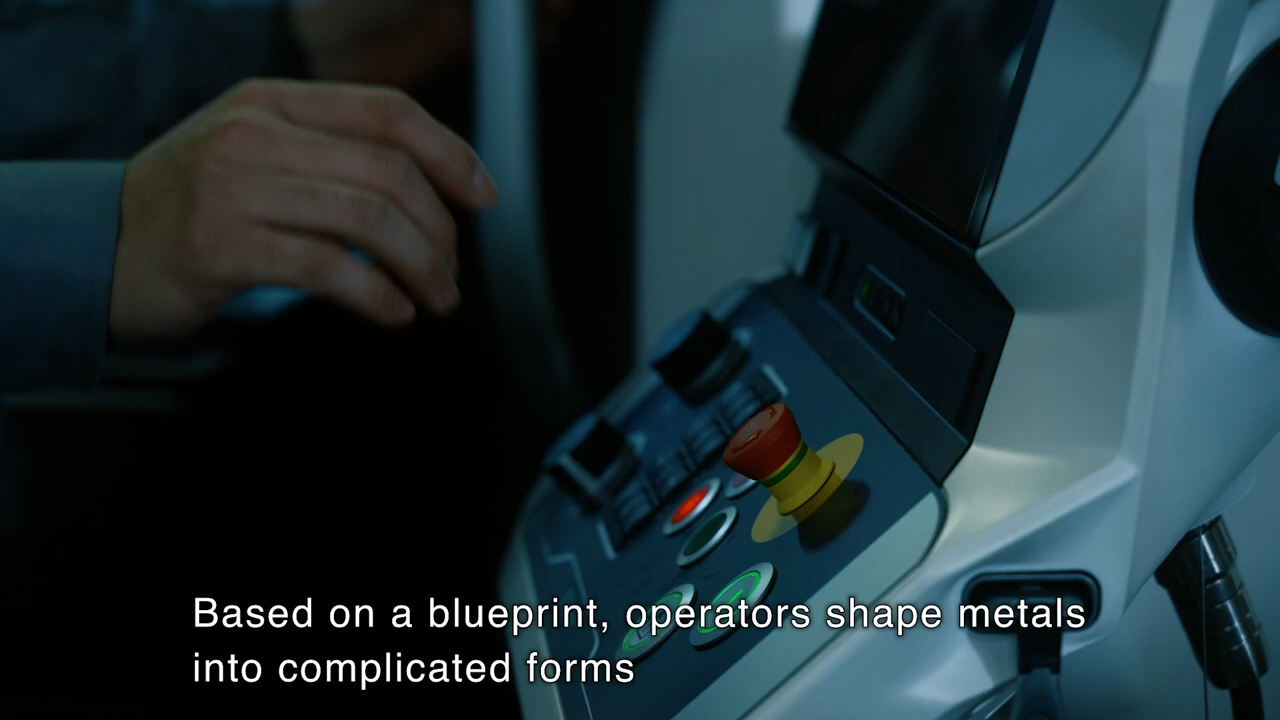 Based on a blueprint, operators shape metals
into complicated forms